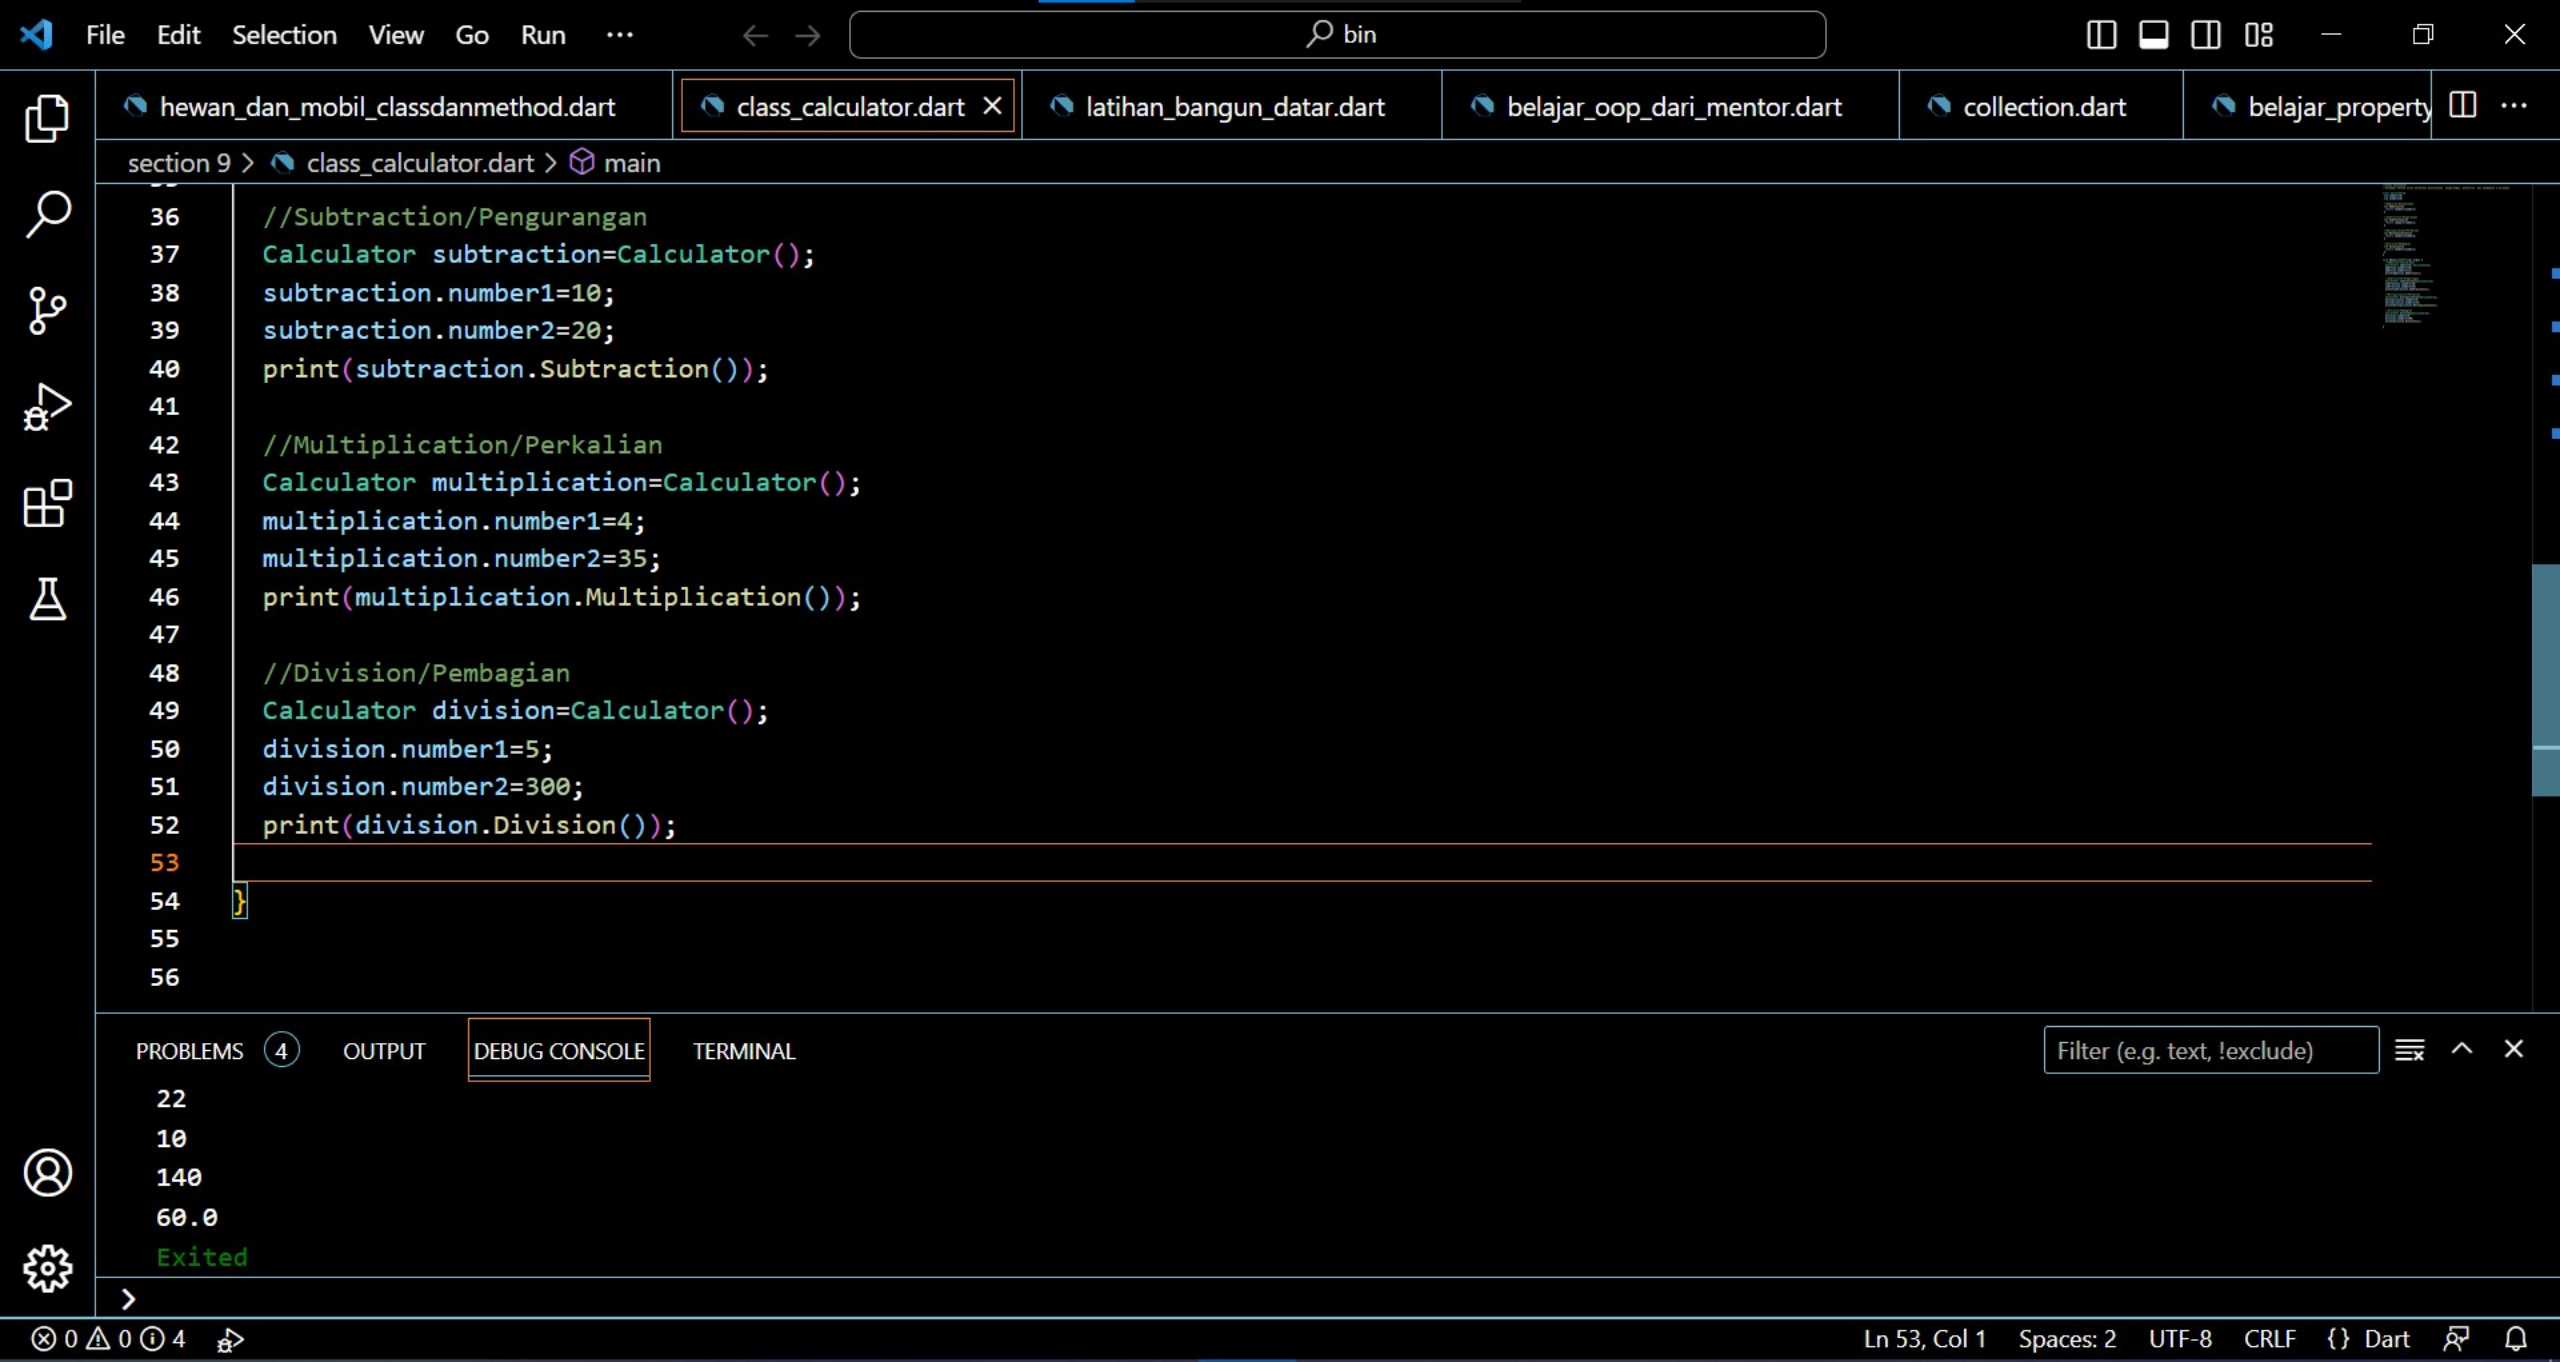 File Edit Selection View Go Run ...
bin
hewan_dan_mobil_classdanmethod.dart class_calculator.dart latihan_bangun_datar.dart belajar_oop_dari_mentor.dart collection.dart belajar_property
section 9 > class_calculator.dart > main
36 //Subtraction/Pengurangan
37 Calculator subtraction=Calculator();
38 subtraction.number1=10;
39 subtraction.number2=20;
40 print(subtraction.Subtraction());
41
42 //Multiplication/Perkalian
43 Calculator multiplication=Calculator();
44 multiplication.number1=4;
45 multiplication.number2=35;
46 print(multiplication.Multiplication());
47
48 //Division/Pembagian
49 Calculator division=Calculator();
50 division.number1=5;
51 division.number2=300;
52 print(division.Division());
53
54 }
55
56
PROBLEMS 4 OUTPUT DEBUG CONSOLE TERMINAL Filter (e.g. text, !exclude)
22
10
140
60.0
Exited
>
0 0 4 Ln 53, Col 1 Spaces: 2 UTF-8 CRLF {} Dart